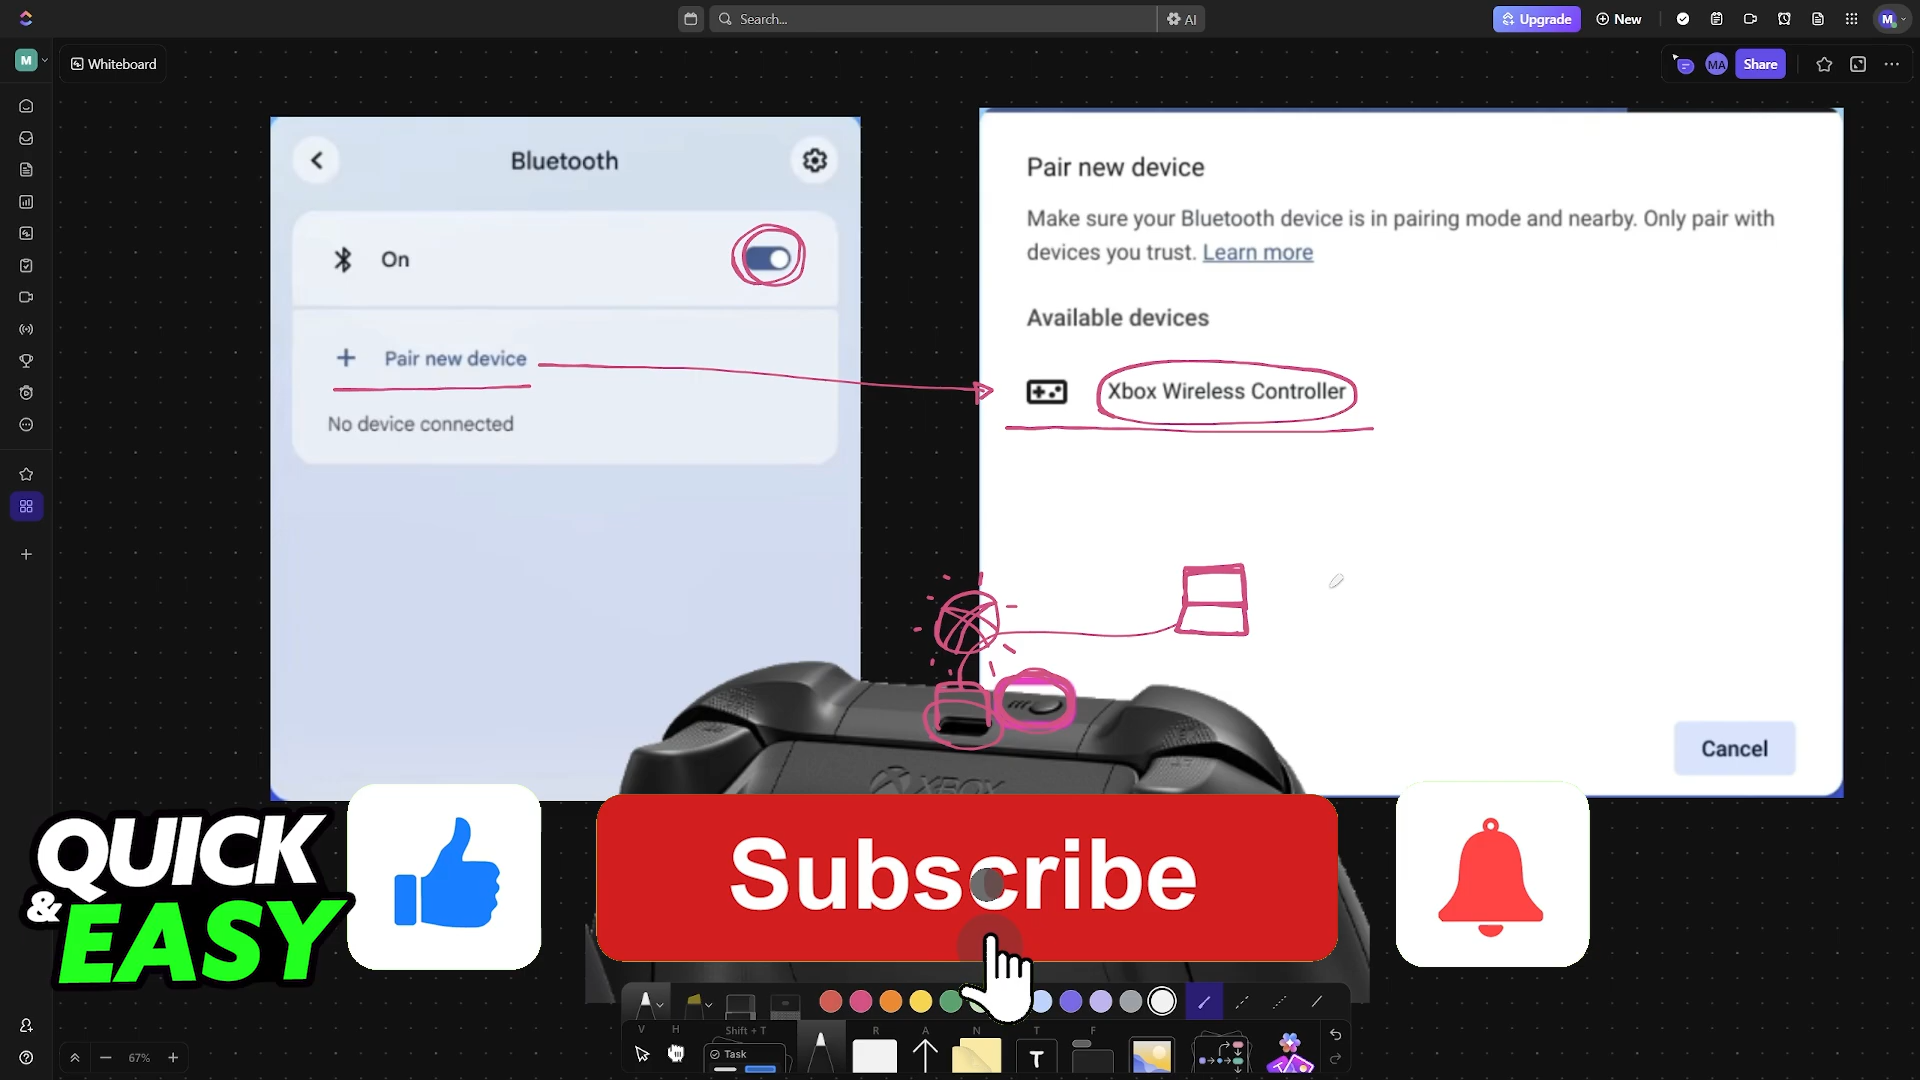 Search...
AI
Upgrade
New
M
M
Whiteboard
MA
Share
Bluetooth
On
Pair new device
No device connected
Pair new device
Make sure your Bluetooth device is in pairing mode and nearby. Only pair with
devices you trust. Learn more
Available devices
Xbox Wireless Controller
Cancel
XBOX
QUICK
& EASY
Subscribe
V
H
Shift + T
R
A
N
T
F
Task
T
67%